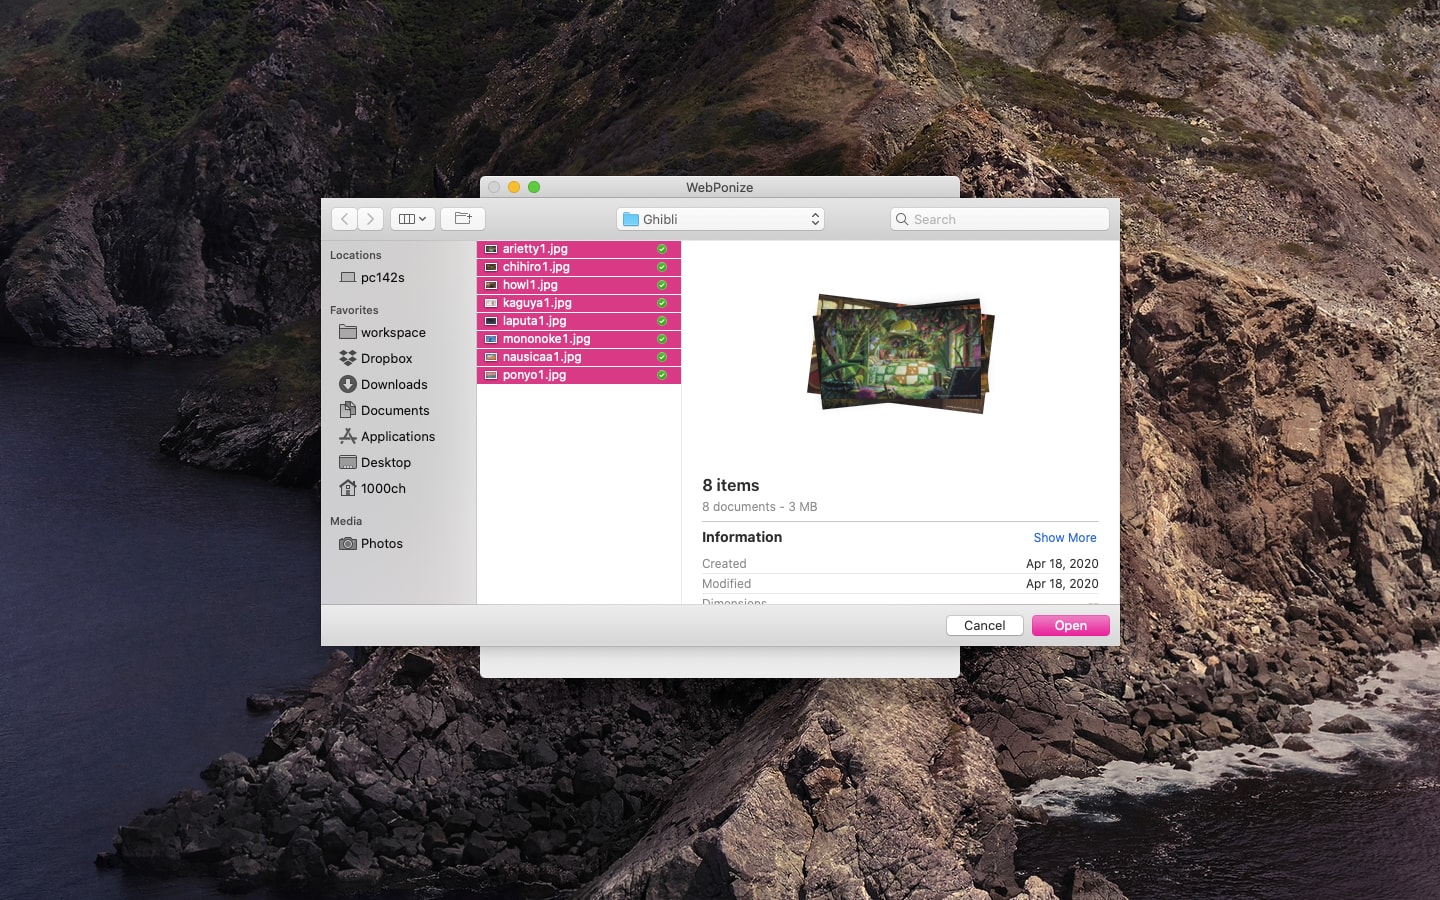 WebPonize
Ghibli
Search
Locations
pc142s
Favorites
workspace
Dropbox
Downloads
Documents
Applications
Desktop
1000ch
Media
Photos
arietty1.jpg
chihiro1.jpg
howl1.jpg
kaguya1.jpg
laputa1.jpg
mononoke1.jpg
nausicaa1.jpg
ponyo1.jpg
8 items
8 documents - 3 MB
Information Show More
Created Apr 18, 2020
Modified Apr 18, 2020
Dimensions --
Cancel Open